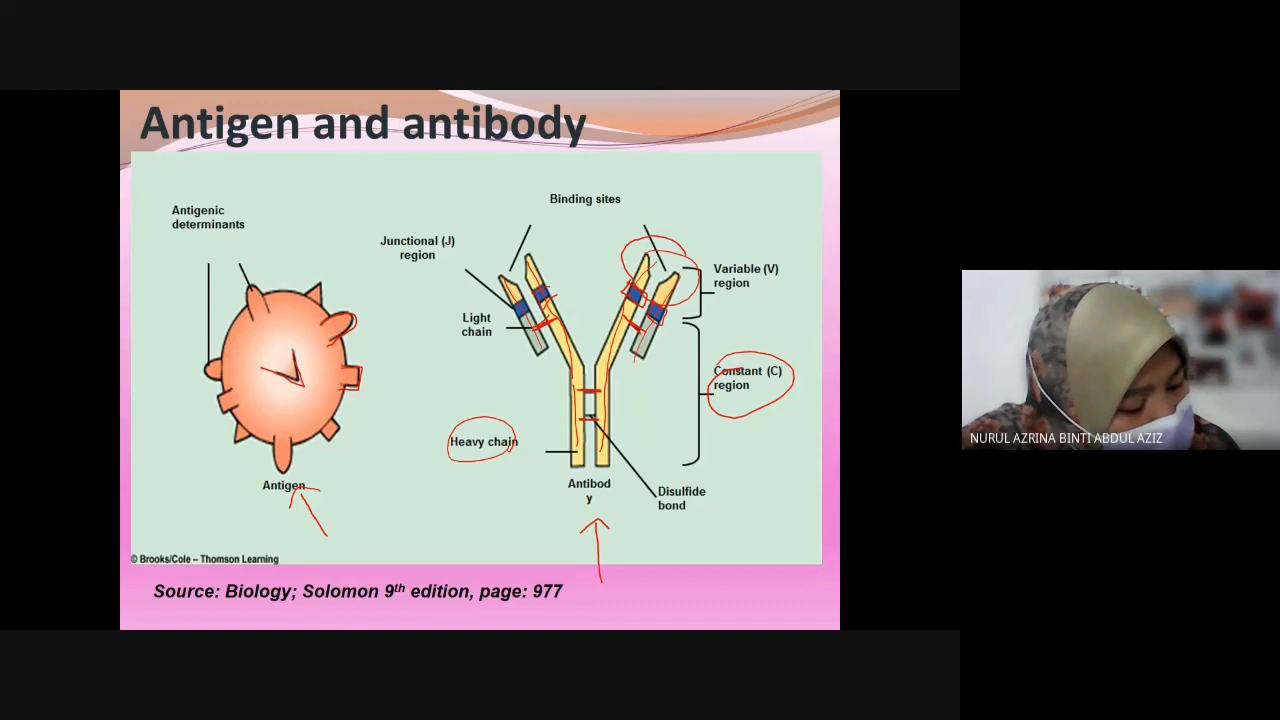 Antigen and antibody
Binding sites
Antigenic
determinants
Junctional (J)
region
Variable (V)
region
Light
chain
Constant (C)
region
Heavy chain
Antigen
Antibod
y
Disulfide
bond
© Brooks/Cole – Thomson Learning
Source: Biology; Solomon 9th edition, page: 977
NURUL AZRINA BINTI ABDUL AZIZ